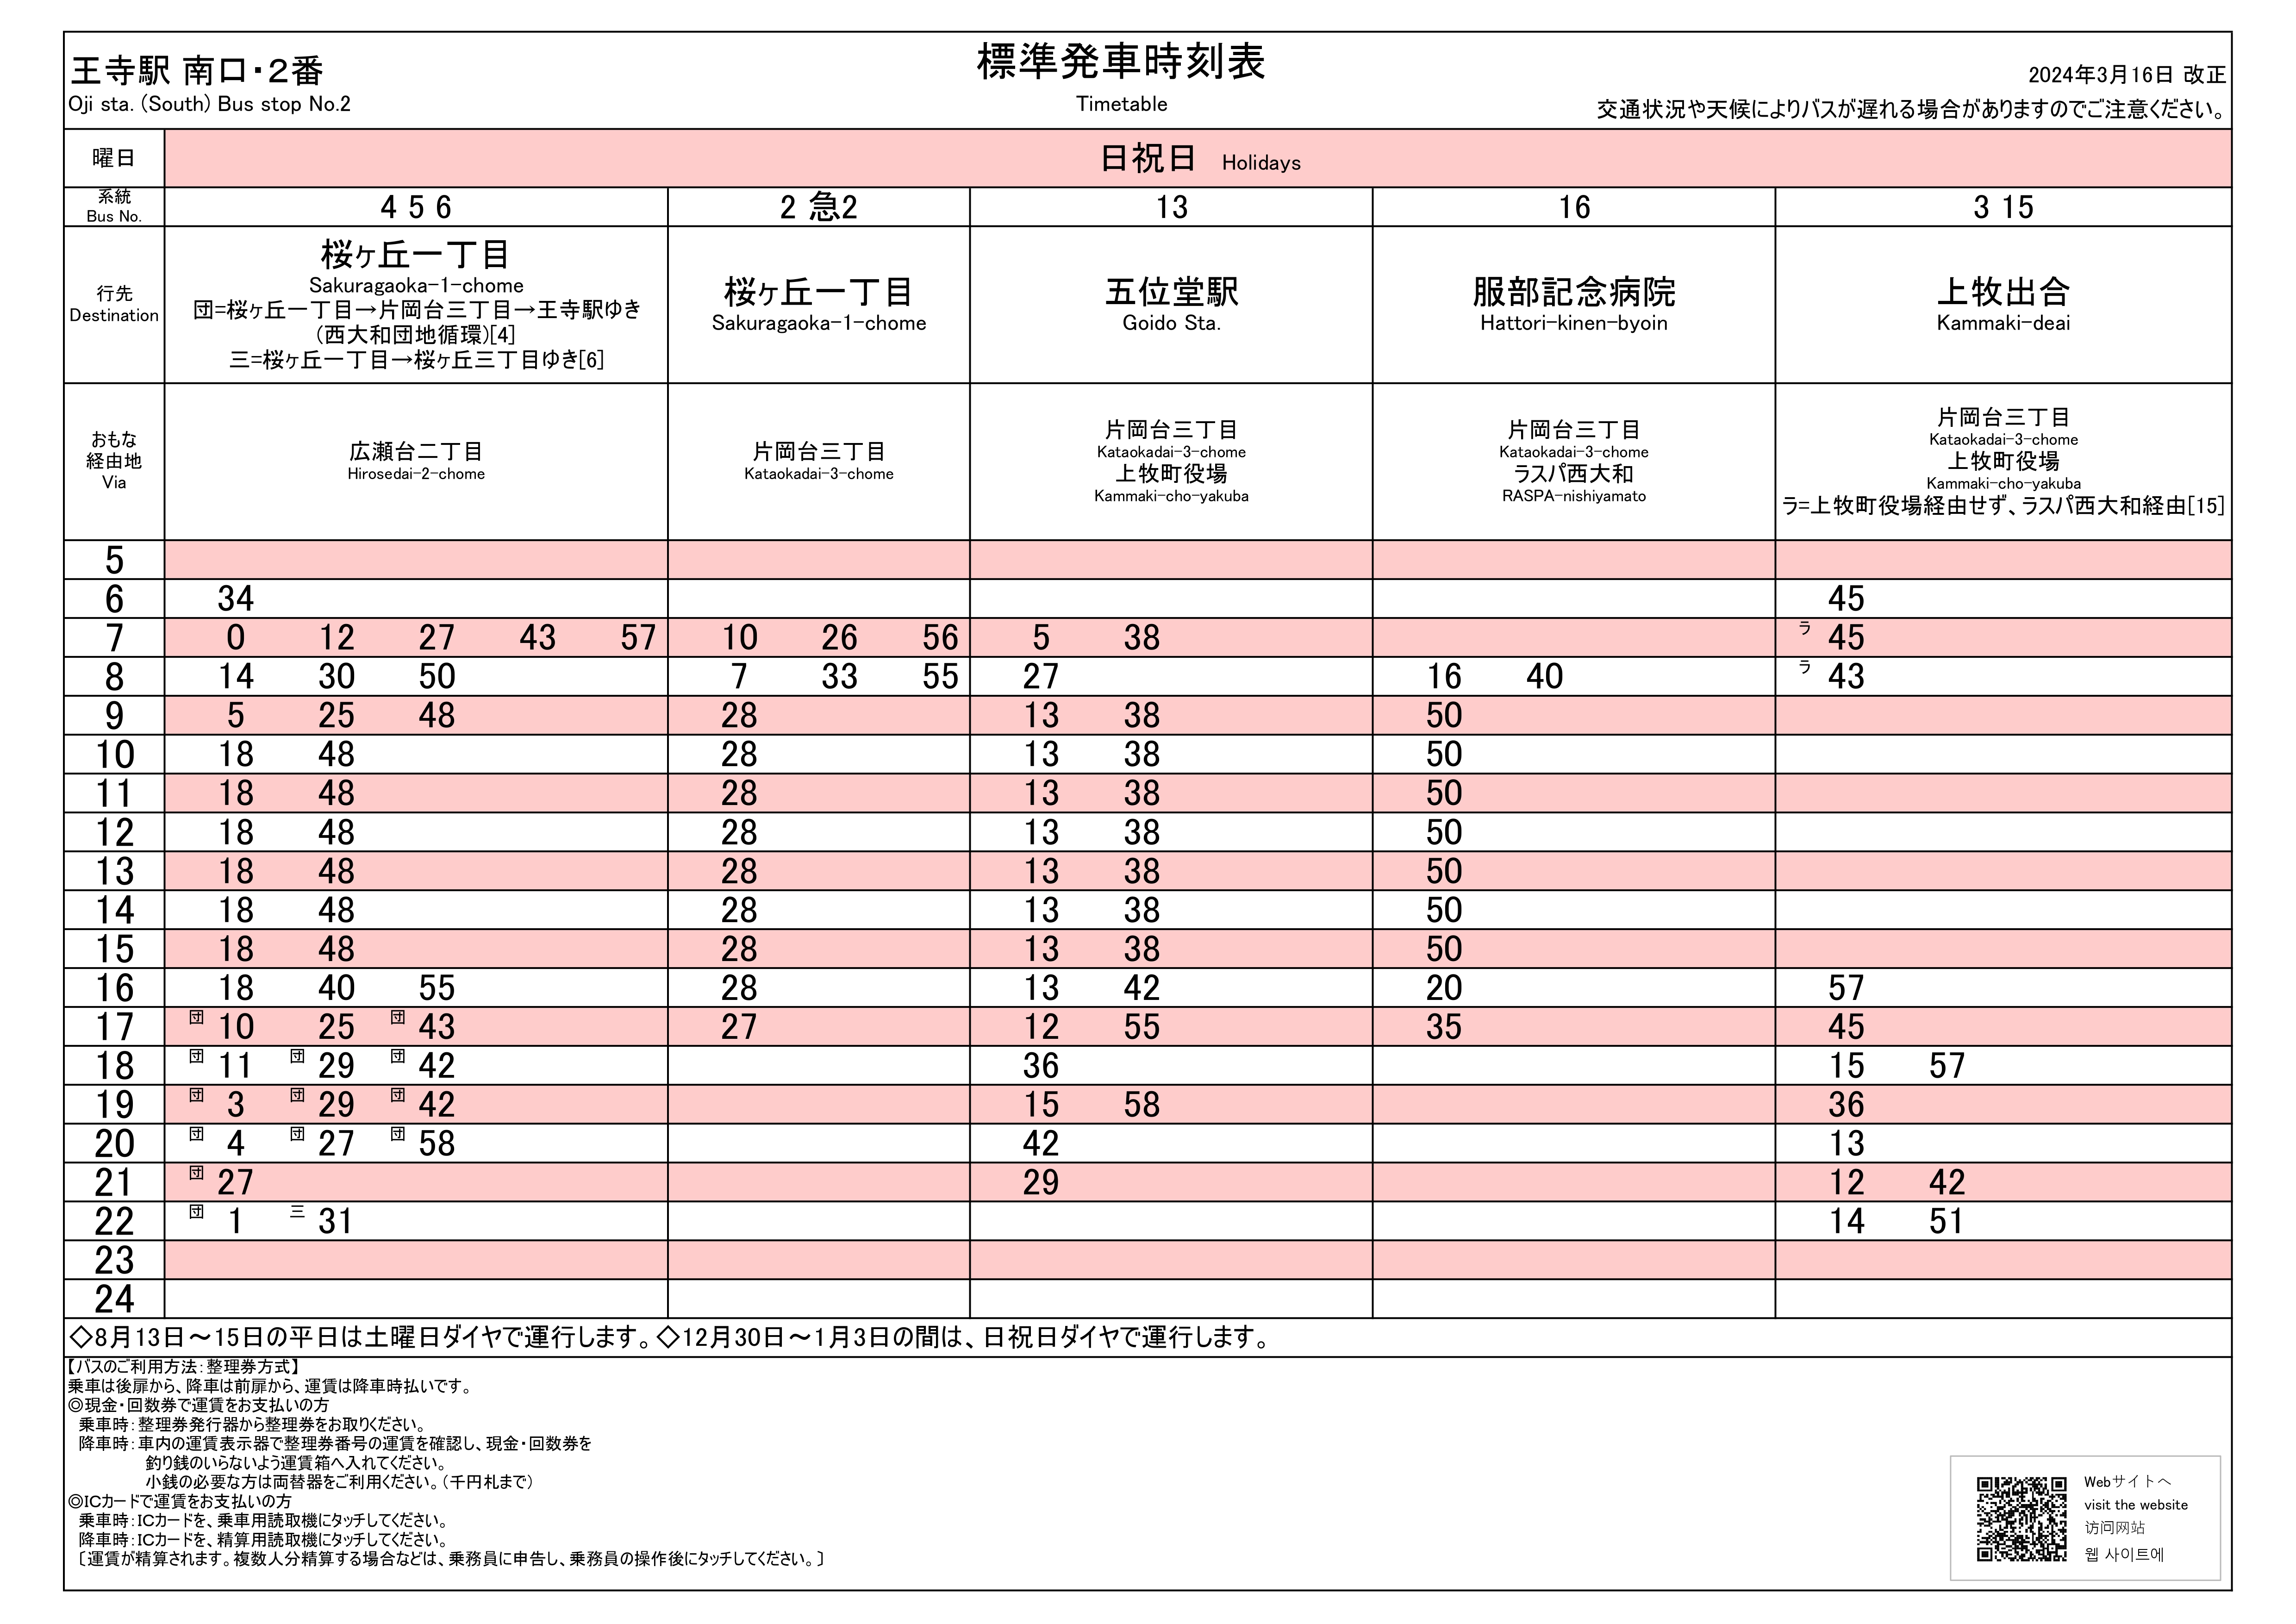 王寺駅 南口・2番
Oji sta. (South) Bus stop No.2
標準発車時刻表
Timetable
2024年3月16日 改正
交通状況や天候によりバスが遅れる場合がありますのでご注意ください。
曜日 日祝日 Holidays
系統
Bus No.
4 5 6 2 急2 13 16 3 15
行先
Destination
桜ヶ丘一丁目
Sakuragaoka-1-chome
団=桜ヶ丘一丁目→片岡台三丁目→王寺駅ゆき
(西大和団地循環)[4]
三=桜ヶ丘一丁目→桜ヶ丘三丁目ゆき[6]
桜ヶ丘一丁目
Sakuragaoka-1-chome
五位堂駅
Goido Sta.
服部記念病院
Hattori-kinen-byoin
上牧出合
Kammaki-deai
おもな
経由地
Via
広瀬台二丁目
Hirosedai-2-chome
片岡台三丁目
Kataokadai-3-chome
片岡台三丁目
Kataokadai-3-chome
上牧町役場
Kammaki-cho-yakuba
片岡台三丁目
Kataokadai-3-chome
ラスパ西大和
RASPA-nishiyamato
片岡台三丁目
Kataokadai-3-chome
上牧町役場
Kammaki-cho-yakuba
ラ=上牧町役場経由せず、ラスパ西大和経由[15]
5
6 34 45
7 0 12 27 43 57 10 26 56 5 38 ラ 45
8 14 30 50 7 33 55 27 16 40 ラ 43
9 5 25 48 28 13 38 50
10 18 48 28 13 38 50
11 18 48 28 13 38 50
12 18 48 28 13 38 50
13 18 48 28 13 38 50
14 18 48 28 13 38 50
15 18 48 28 13 38 50
16 18 40 55 28 13 42 20 57
17 団 10 25 団 43 27 12 55 35 45
18 団 11 団 29 団 42 36 15 57
19 団 3 団 29 団 42 15 58 36
20 団 4 団 27 団 58 42 13
21 団 27 29 12 42
22 団 1 三 31 14 51
23
24
◇8月13日～15日の平日は土曜日ダイヤで運行します。◇12月30日～1月3日の間は、日祝日ダイヤで運行します。
【バスのご利用方法:整理券方式】
乗車は後扉から、降車は前扉から、運賃は降車時払いです。
◎現金・回数券で運賃をお支払いの方
乗車時:整理券発行器から整理券をお取りください。
降車時:車内の運賃表示器で整理券番号の運賃を確認し、現金・回数券を
釣り銭のいらないよう運賃箱へ入れてください。
小銭の必要な方は両替器をご利用ください。(千円札まで)
◎ICカードで運賃をお支払いの方
乗車時:ICカードを、乗車用読取機にタッチしてください。
降車時:ICカードを、精算用読取機にタッチしてください。
〔運賃が精算されます。複数人分精算する場合などは、乗務員に申告し、乗務員の操作後にタッチしてください。〕
Webサイトへ
visit the website
访问网站
웹 사이트에